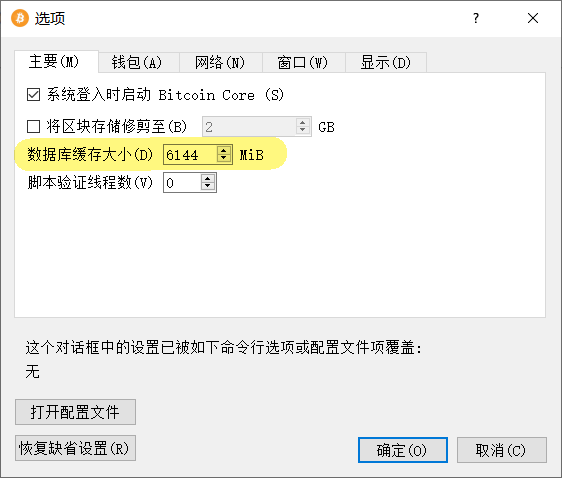 选项
主要(M) 钱包(A) 网络(N) 窗口(W) 显示(D)
系统登入时启动 Bitcoin Core (S)
将区块存储修剪至(B) 2 GB
数据库缓存大小(D) 6144 MiB
脚本验证线程数(V) 0
这个对话框中的设置已被如下命令行选项或配置文件项覆盖:
无
打开配置文件
恢复缺省设置(R) 确定(O) 取消(C)